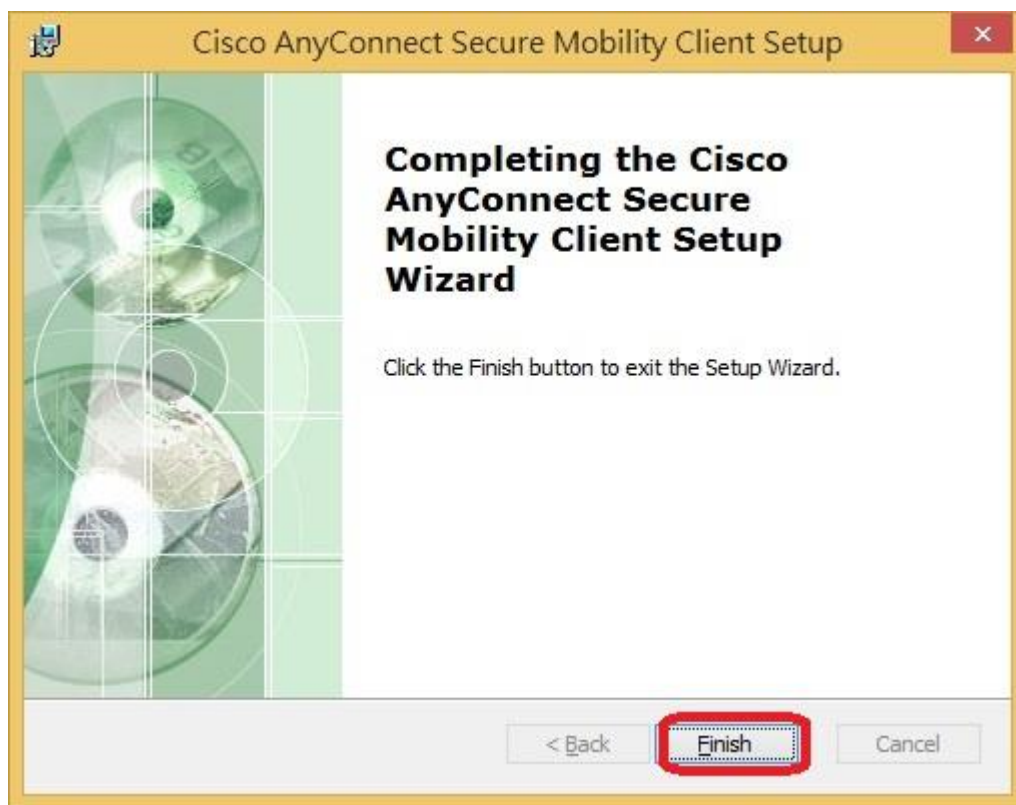 Cisco AnyConnect Secure Mobility Client Setup
Completing the Cisco
AnyConnect Secure
Mobility Client Setup
Wizard
Click the Finish button to exit the Setup Wizard.
< Back
Finish
Cancel